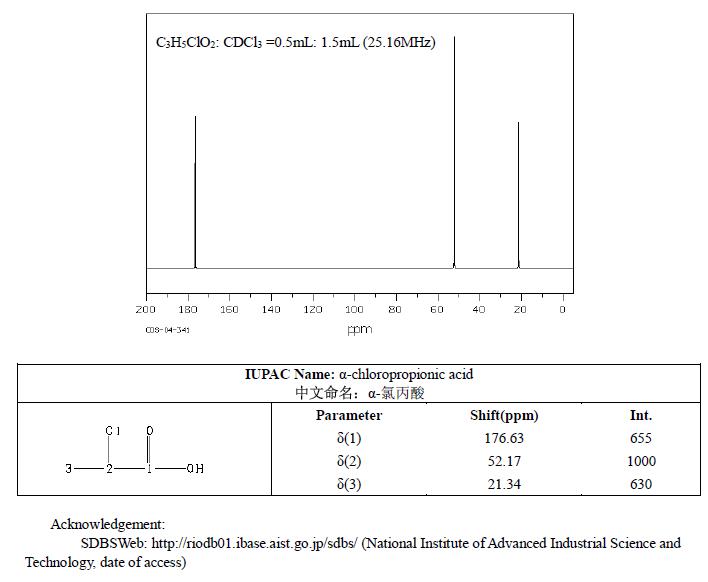 C₃H₅ClO₂: CDCl₃ =0.5mL: 1.5mL (25.16MHz)
200 180 160 140 120 100 80 60 40 20 0
CDS-04-341
ppm
IUPAC Name: α-chloropropionic acid
中文命名：α-氯丙酸
Parameter Shift(ppm) Int.
δ(1) 176.63 655
δ(2) 52.17 1000
δ(3) 21.34 630
Cl O
3 2 1 OH
Acknowledgement:
SDBSWeb: http://riodb01.ibase.aist.go.jp/sdbs/ (National Institute of Advanced Industrial Science and
Technology, date of access)